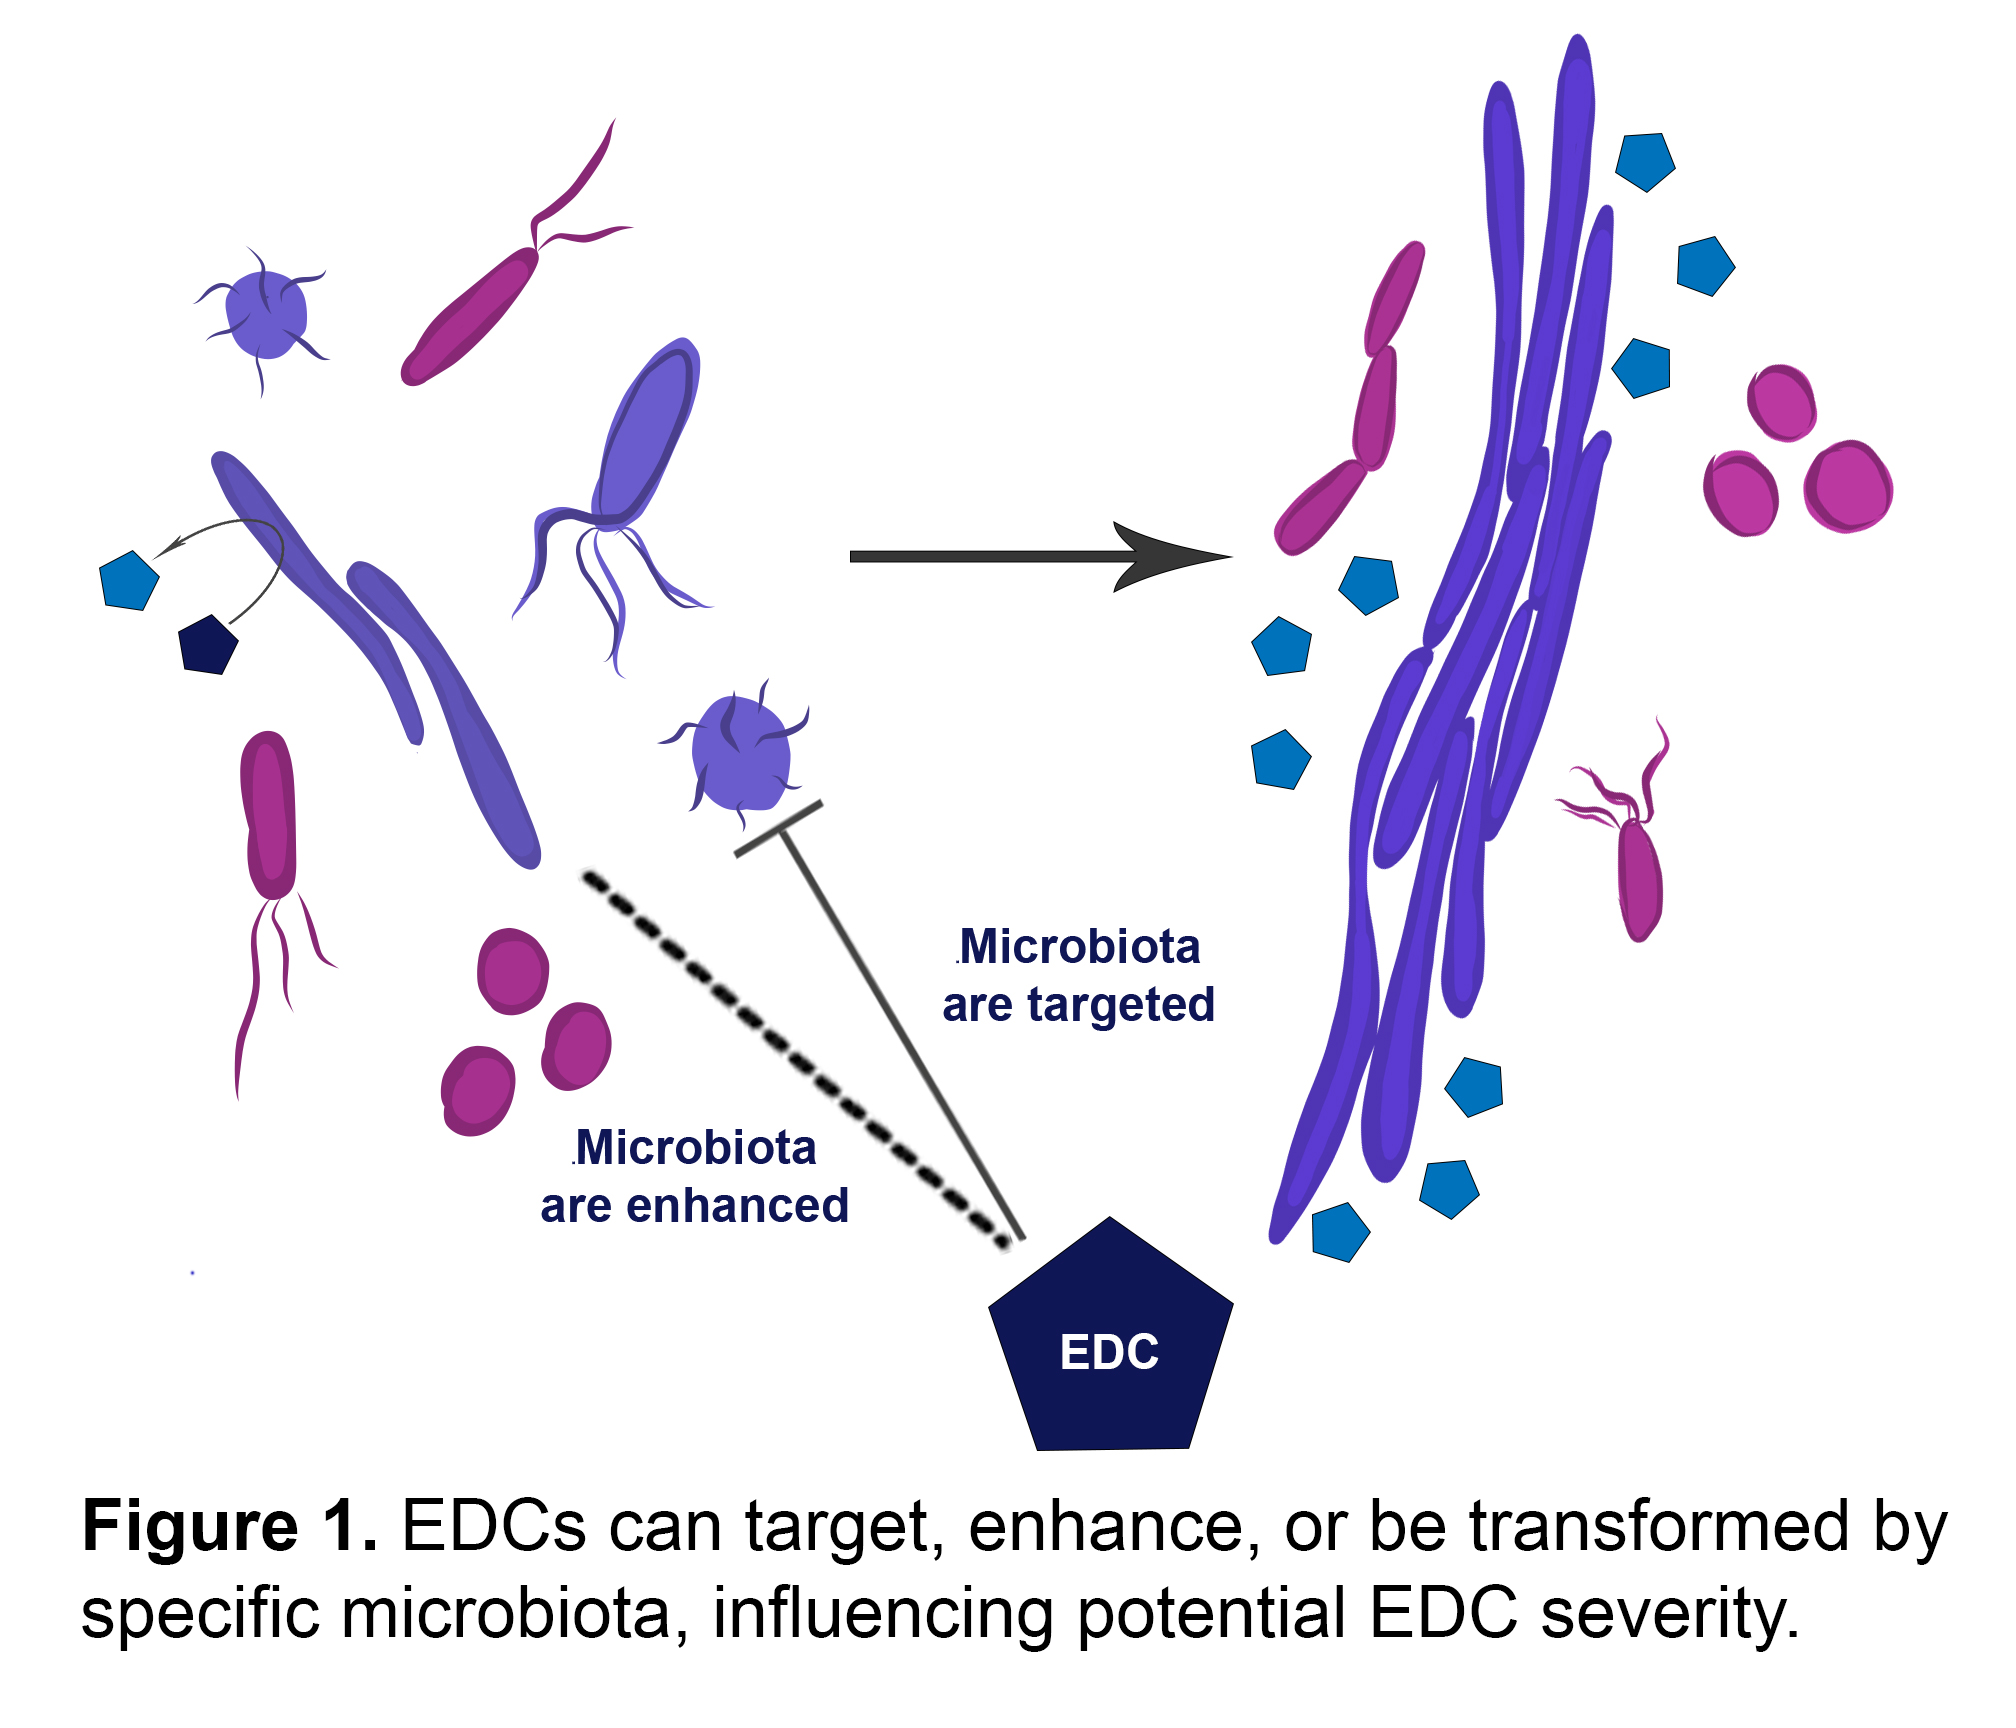 Microbiota
are targeted
Microbiota
are enhanced
EDC
Figure 1. EDCs can target, enhance, or be transformed by
specific microbiota, influencing potential EDC severity.